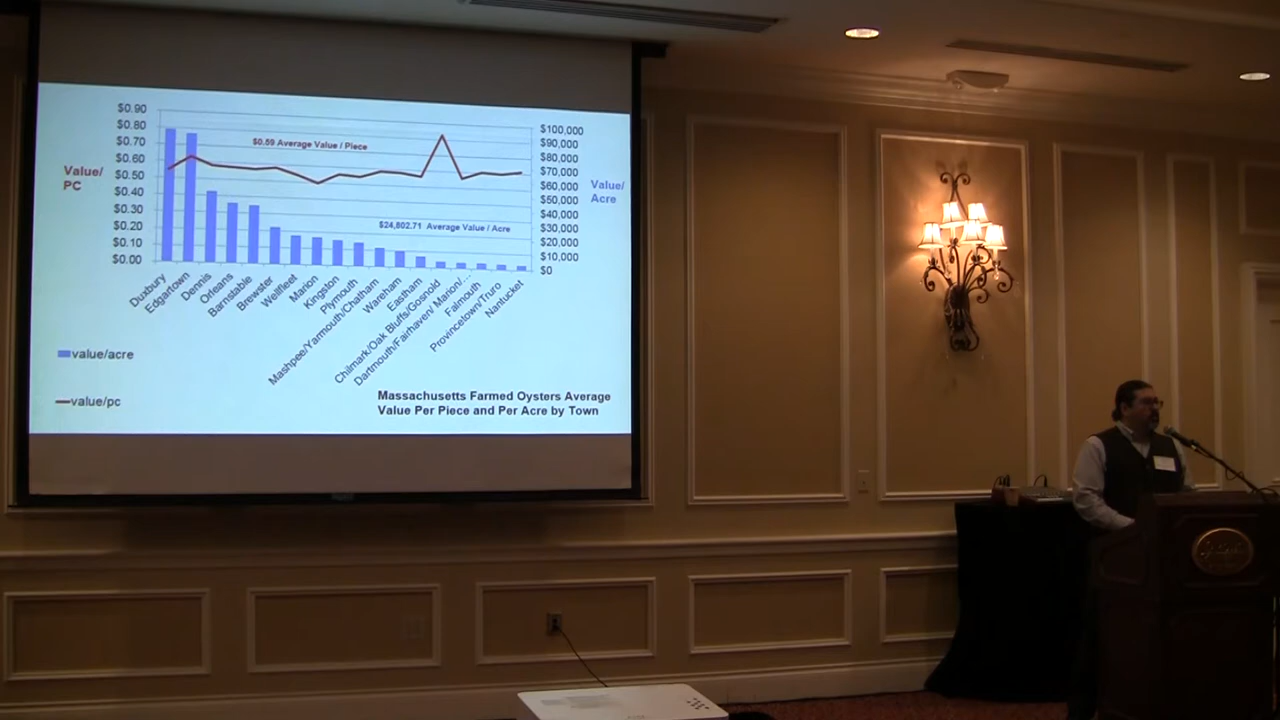 $0.90
$0.80
$0.70
$0.60
$0.50
$0.40
$0.30
$0.20
$0.10
$0.00
Value/
PC
$0.59 Average Value / Piece
$24,802.71 Average Value / Acre
$100,000
$90,000
$80,000
$70,000
$60,000
$50,000
$40,000
$30,000
$20,000
$10,000
$0
Value/
Acre
Duxbury
Edgartown
Dennis
Orleans
Barnstable
Brewster
Wellfleet
Marion
Kingston
Plymouth
Mashpee/Yarmouth/Chatham
Wareham
Eastham
Chilmark/Oak Bluffs/Gosnold
Dartmouth/Fairhaven/ Marion/...
Falmouth
Provincetown/Truro
Nantucket
value/acre
value/pc
Massachusetts Farmed Oysters Average
Value Per Piece and Per Acre by Town